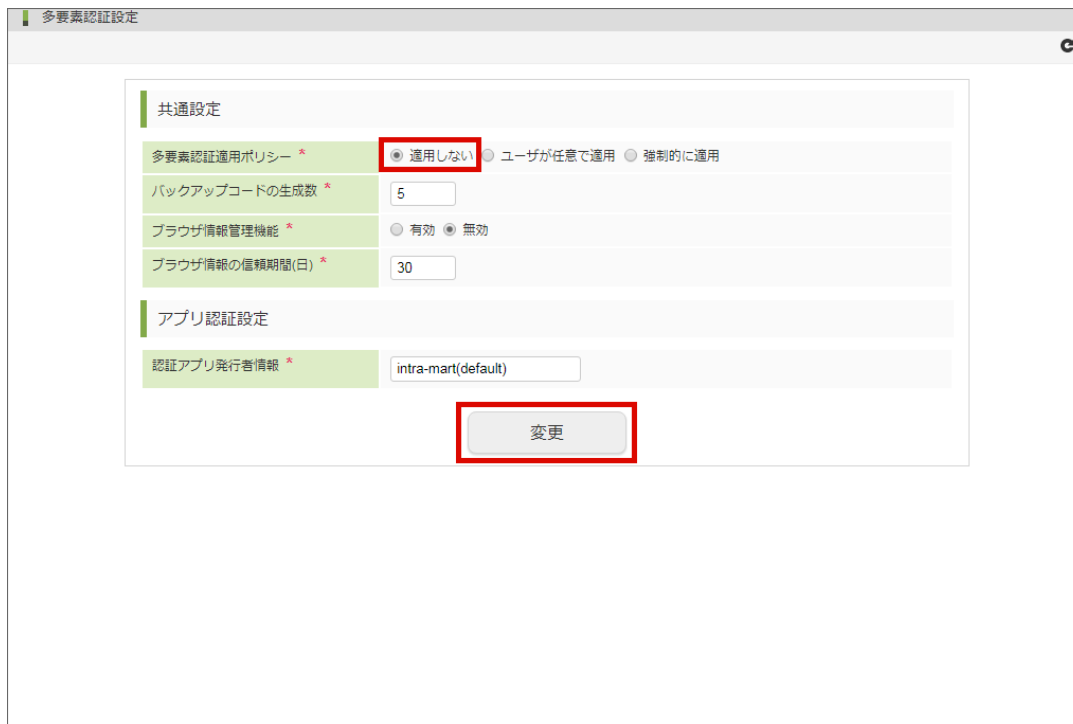 多要素認証設定
共通設定
多要素認証適用ポリシー * 適用しない ユーザが任意で適用 強制的に適用
バックアップコードの生成数 * 5
ブラウザ情報管理機能 * 有効 無効
ブラウザ情報の信頼期間(日) * 30
アプリ認証設定
認証アプリ発行者情報 * intra-mart(default)
変更